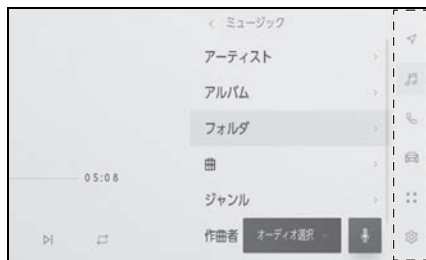 < ミュージック
アーティスト
アルバム
フォルダ
曲
05:08
ジャンル
作曲者
オーディオ選択